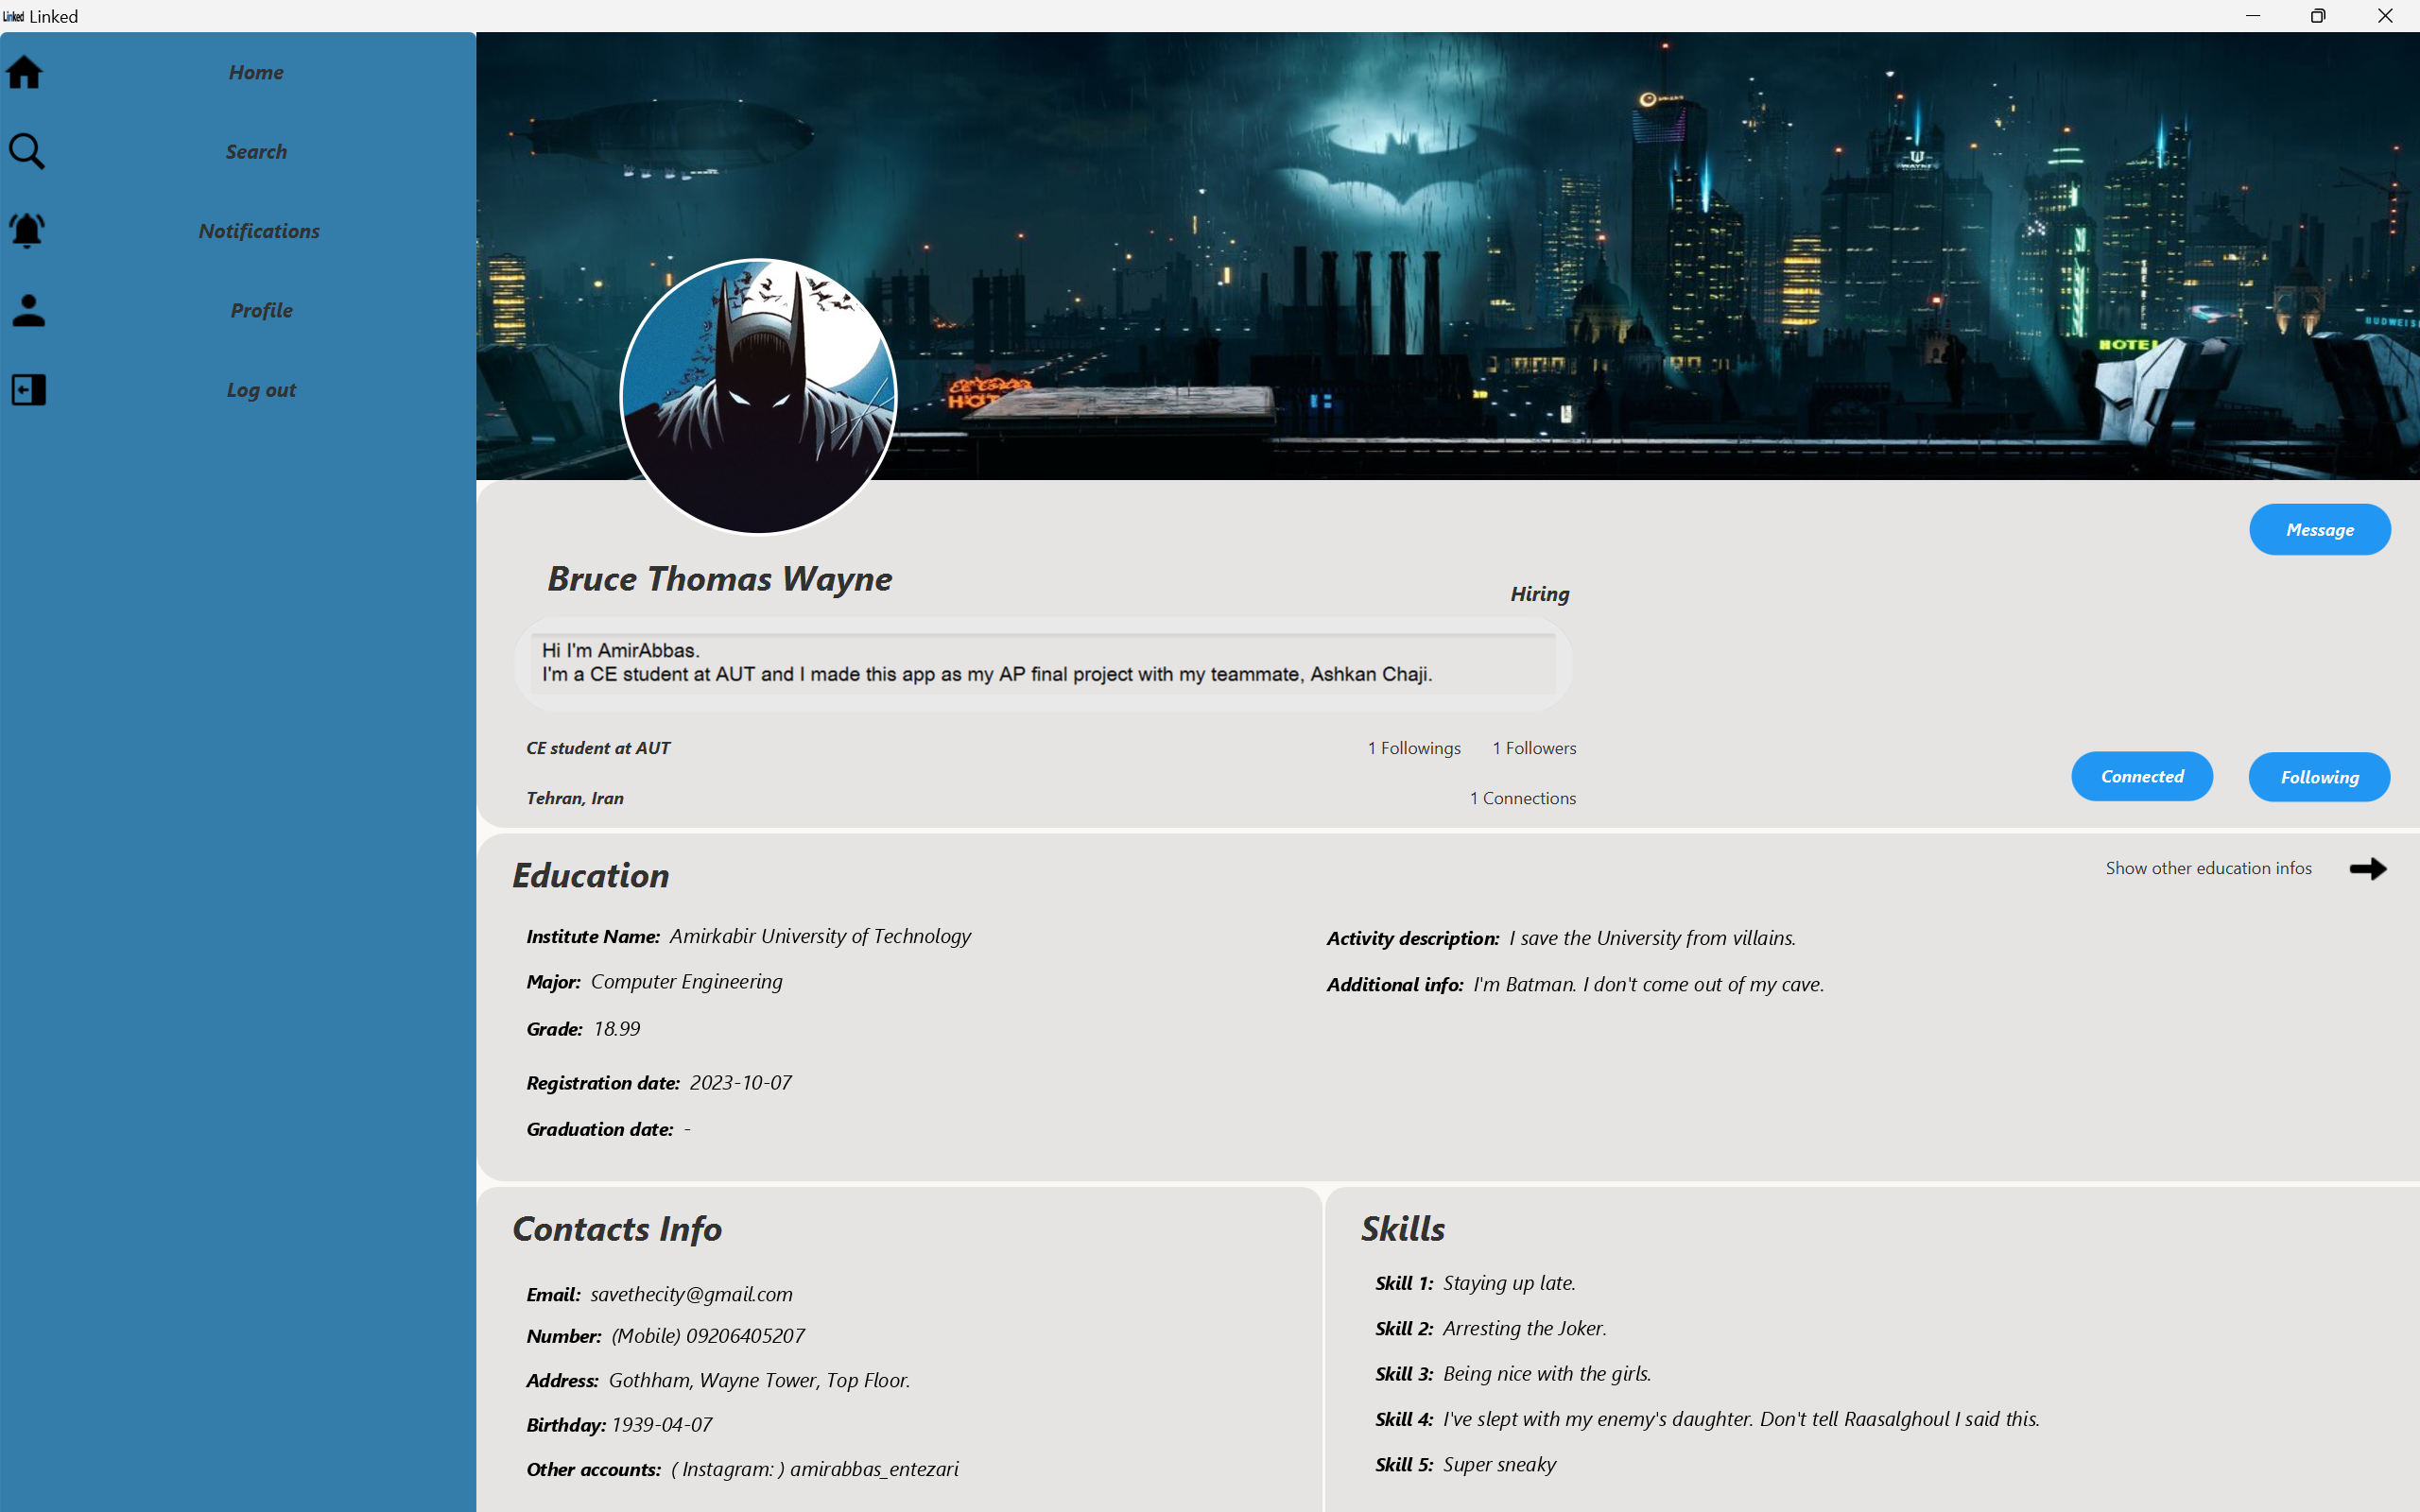 Linked Linked
Home
Search
Notifications
Profile
Log out
WAYNE
HOTEL
BUDWEIS
HOT
Message
Bruce Thomas Wayne
Hiring
Hi I'm AmirAbbas.
I'm a CE student at AUT and I made this app as my AP final project with my teammate, Ashkan Chaji.
CE student at AUT
1 Followings 1 Followers
Connected
Following
Tehran, Iran
1 Connections
Education
Show other education infos
Institute Name: Amirkabir University of Technology
Activity description: I save the University from villains.
Major: Computer Engineering
Additional info: I'm Batman. I don't come out of my cave.
Grade: 18.99
Registration date: 2023-10-07
Graduation date: -
Contacts Info
Email: savethecity@gmail.com
Number: (Mobile) 09206405207
Address: Gothham, Wayne Tower, Top Floor.
Birthday: 1939-04-07
Other accounts: ( Instagram: ) amirabbas_entezari
Skills
Skill 1: Staying up late.
Skill 2: Arresting the Joker.
Skill 3: Being nice with the girls.
Skill 4: I've slept with my enemy's daughter. Don't tell Raasalghoul I said this.
Skill 5: Super sneaky